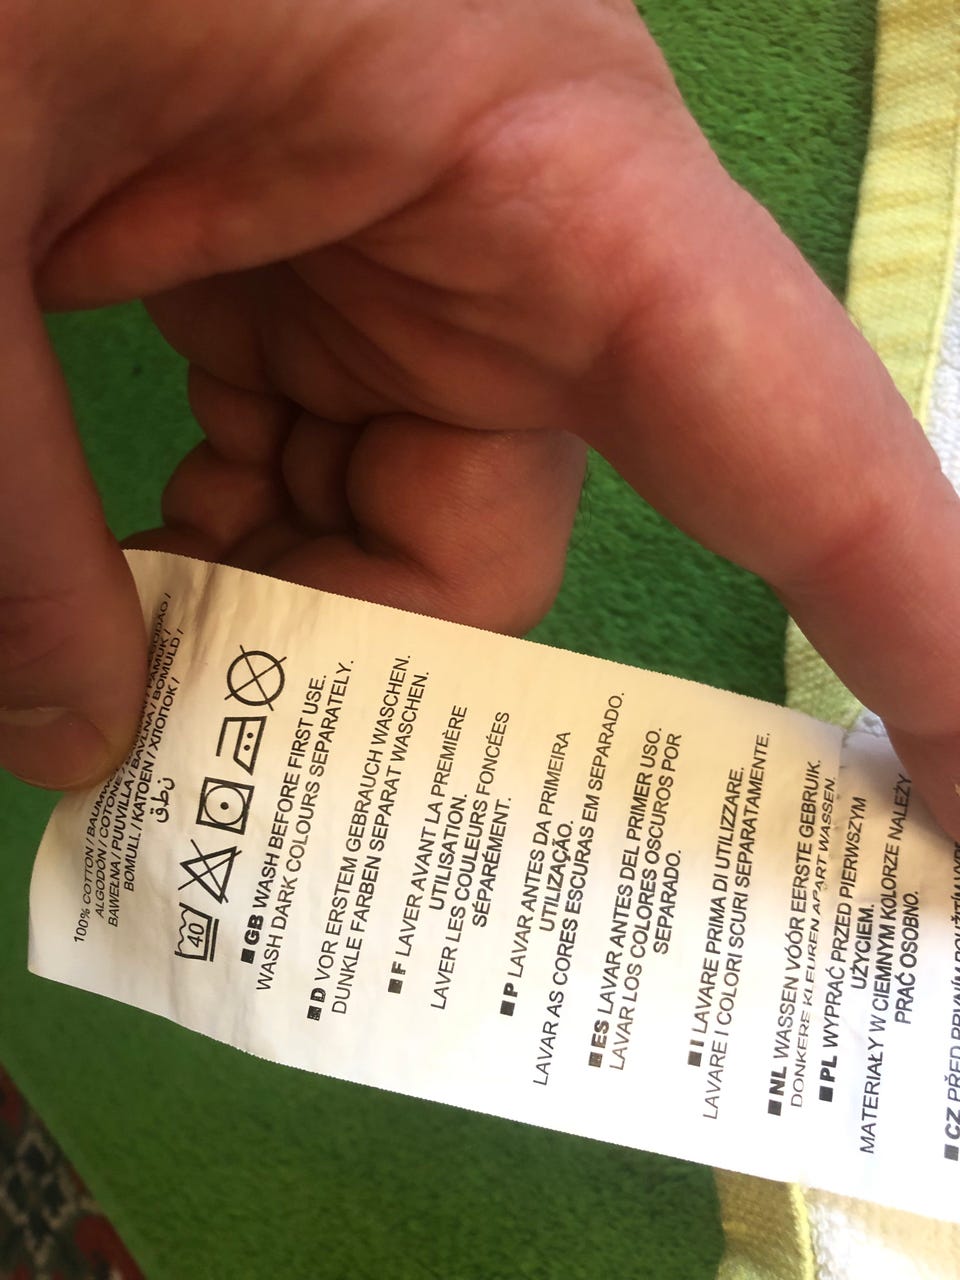 100% COTTON / BAUMW
ALGODÓN / COTONE ALGODÃO /
BAWEŁNA / PUUVILLA / BAVLNA / PAMUK /
BOMULL / KATOEN / ХЛОПОК / BOMULD /
قطن
40
■ GB WASH BEFORE FIRST USE.
WASH DARK COLOURS SEPARATELY.
■ D VOR ERSTEM GEBRAUCH WASCHEN.
DUNKLE FARBEN SEPARAT WASCHEN.
■ F LAVER AVANT LA PREMIÈRE
UTILISATION.
LAVER LES COULEURS FONCÉES
SÉPARÉMENT.
■ P LAVAR ANTES DA PRIMEIRA
UTILIZAÇÃO.
LAVAR AS CORES ESCURAS EM SEPARADO.
■ ES LAVAR ANTES DEL PRIMER USO.
LAVAR LOS COLORES OSCUROS POR
SEPARADO.
■ I LAVARE PRIMA DI UTILIZZARE.
LAVARE I COLORI SCURI SEPARATAMENTE.
■ NL WASSEN VÓÓR EERSTE GEBRUIK.
DONKERE KLEUREN APART WASSEN.
■ PL WYPRAĆ PRZED PIERWSZYM
UŻYCIEM.
MATERIAŁY W CIEMNYM KOLORZE NALEŻY
PRAĆ OSOBNO.
■ CZ PŘED PRVNÍM